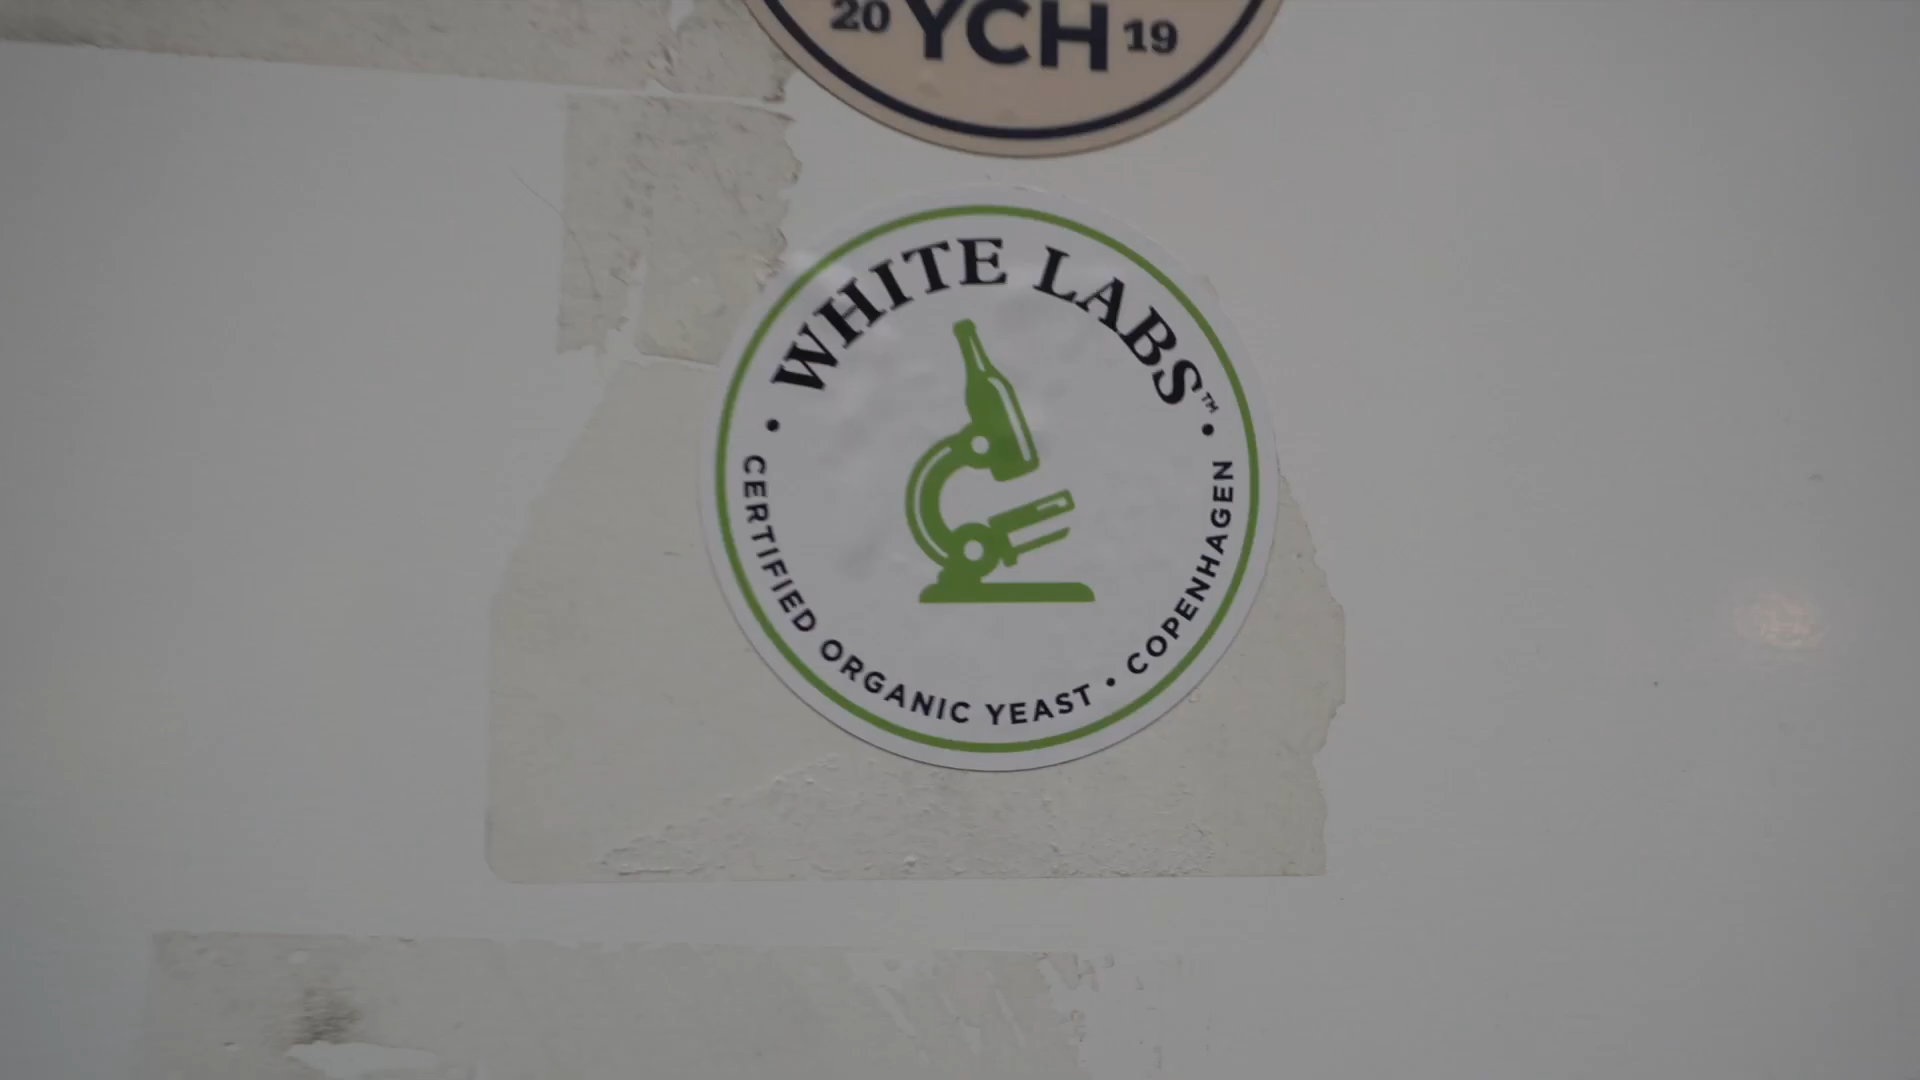 20 YCH 19
WHITE LABS™
CERTIFIED ORGANIC YEAST • COPENHAGEN